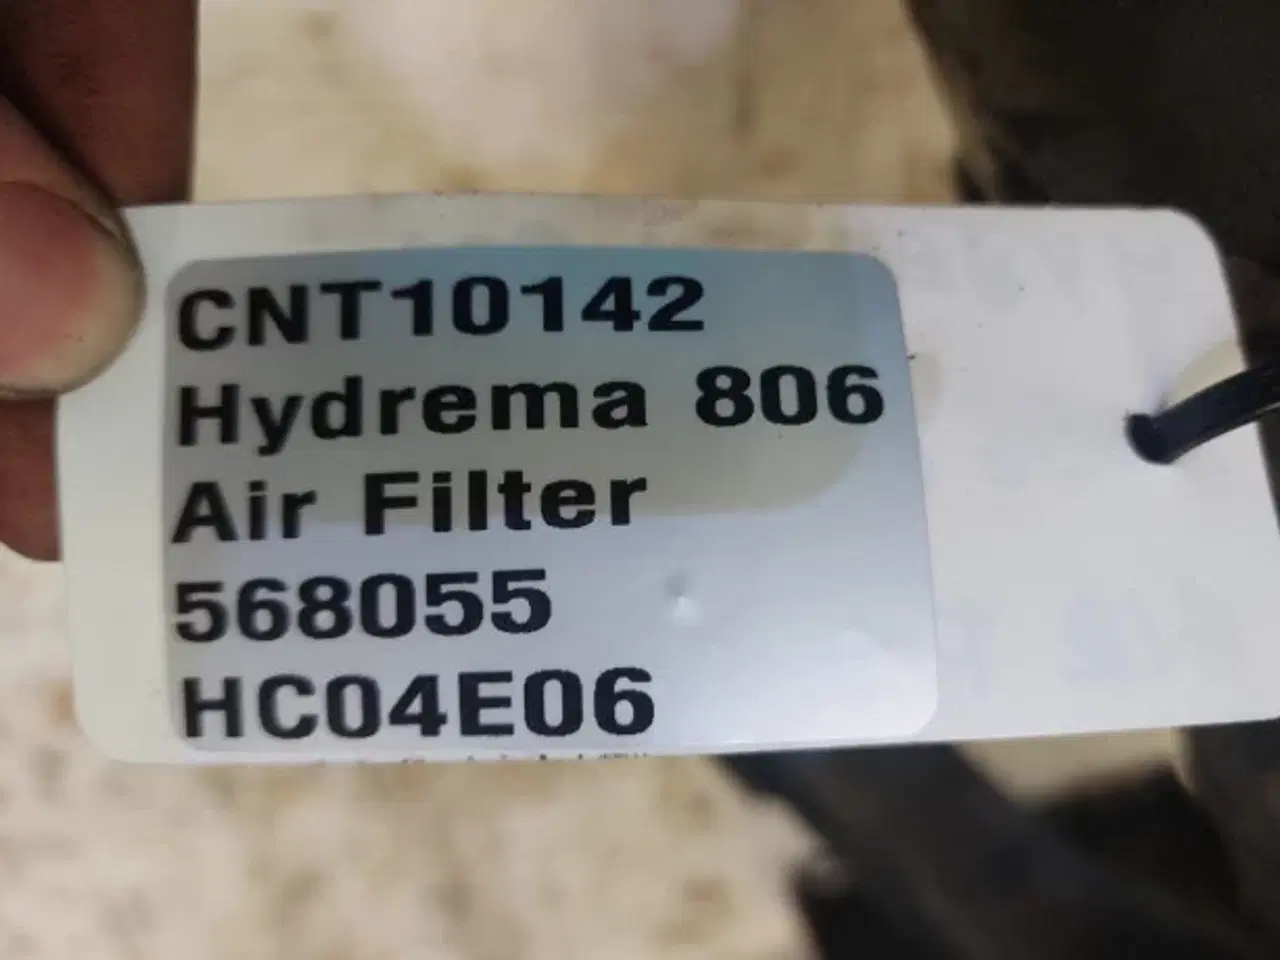 CNT10142
Hydrema 806
Air Filter
568055
HC04E06